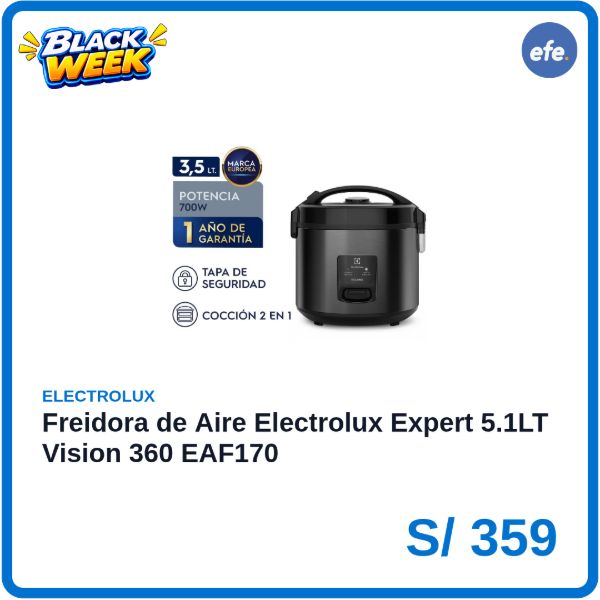 BLACK
WEEK
efe.
3,5 LT.
MARCA
EUROPEA
POTENCIA
700W
1 AÑO DE
GARANTÍA
TAPA DE
SEGURIDAD
COCCIÓN 2 EN 1
ELECTROLUX
Freidora de Aire Electrolux Expert 5.1LT
Vision 360 EAF170
S/ 359